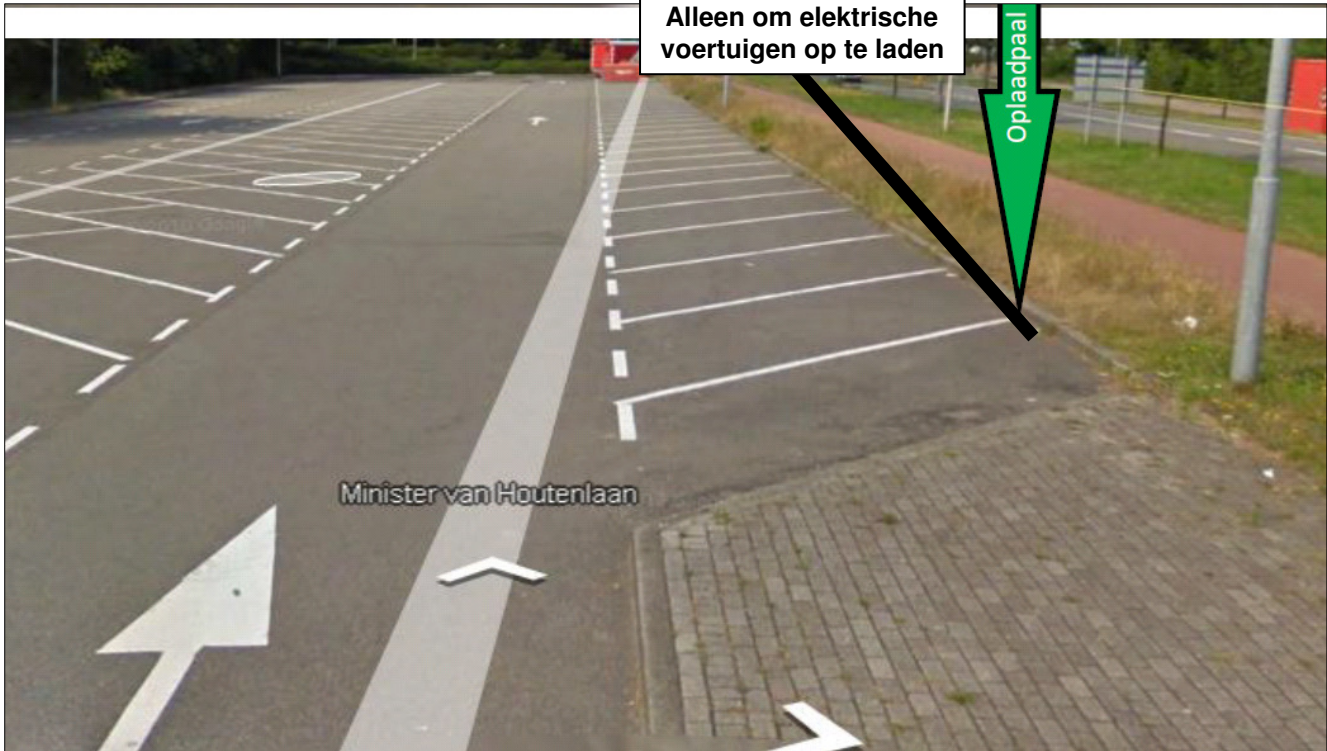 Alleen om elektrische
voertuigen op te laden
Oplaadpaal
Minister van Houtenlaan